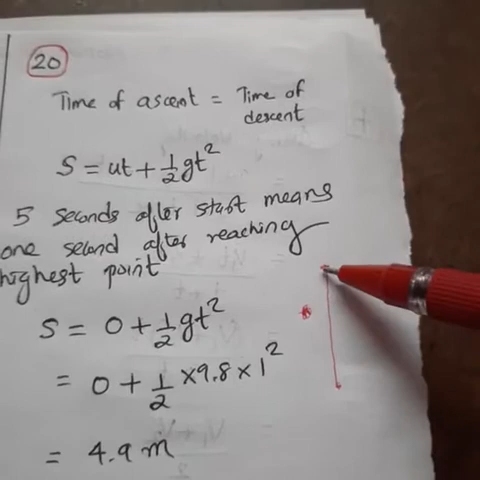 20
Time of ascent = Time of descent
S = ut + 1/2 gt²
5 seconds after start means
one second after reaching
highest point
S = 0 + 1/2 gt²
= 0 + 1/2 × 9.8 × 1²
= 4.9 m